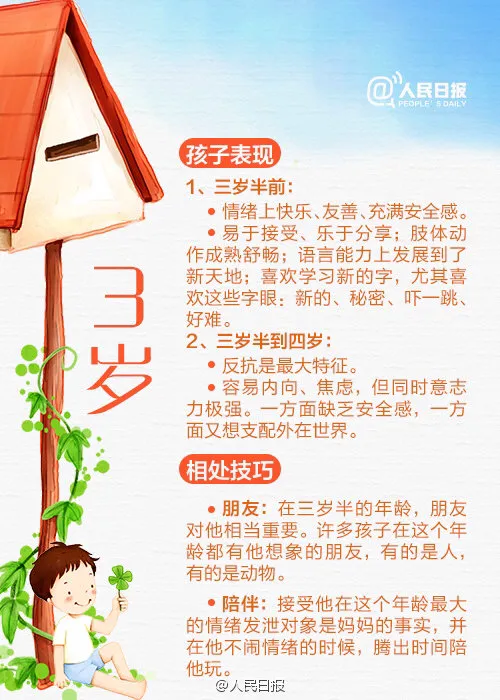 @人民日报
PEOPLE'S DAILY
3岁
孩子表现
1、三岁半前：
●情绪上快乐、友善、充满安全感。
●易于接受、乐于分享；肢体动
作成熟舒畅；语言能力上发展到了
新天地；喜欢学习新的字，尤其喜
欢这些字眼：新的、秘密、吓一跳、
好难。
2、三岁半到四岁：
●反抗是最大特征。
●容易内向、焦虑，但同时意志
力极强。一方面缺乏安全感，一方
面又想支配外在世界。
相处技巧
●朋友：在三岁半的年龄，朋友
对他相当重要。许多孩子在这个年
龄都有他想象的朋友，有的是人，
有的是动物。
●陪伴：接受他在这个年龄最大
的情绪发泄对象是妈妈的事实，并
在他不闹情绪的时候，腾出时间陪
他玩。
@人民日报